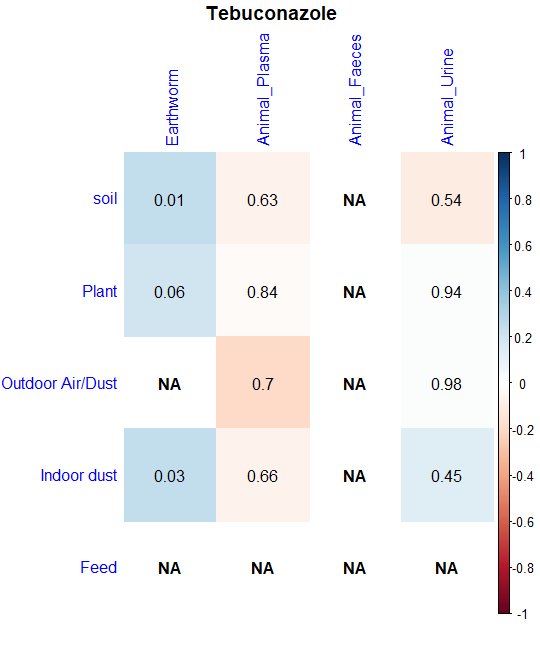 Tebuconazole
Earthworm
Animal_Plasma
Animal_Faeces
Animal_Urine
soil 0.01 0.63 NA 0.54
Plant 0.06 0.84 NA 0.94
Outdoor Air/Dust NA 0.7 NA 0.98
Indoor dust 0.03 0.66 NA 0.45
Feed NA NA NA NA
1
0.8
0.6
0.4
0.2
0
-0.2
-0.4
-0.6
-0.8
-1